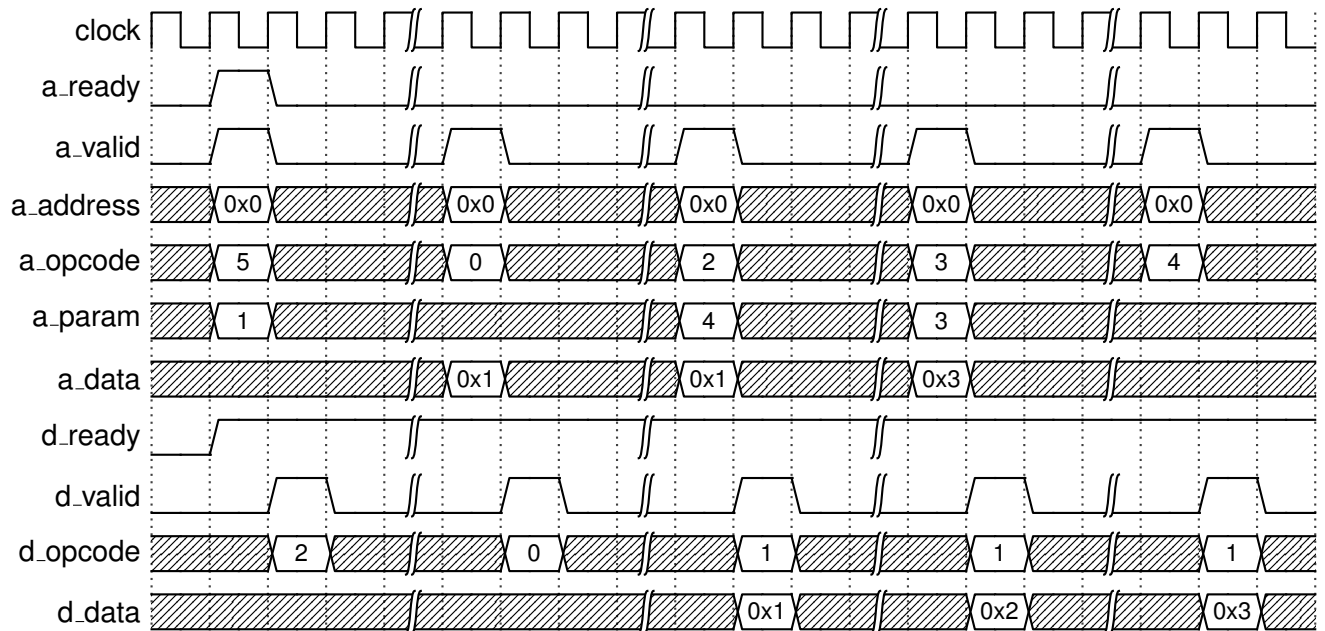 clock
a_ready
a_valid
a_address 0x0 0x0 0x0 0x0 0x0
a_opcode 5 0 2 3 4
a_param 1 4 3
a_data 0x1 0x1 0x3
d_ready
d_valid
d_opcode 2 0 1 1 1
d_data 0x1 0x2 0x3